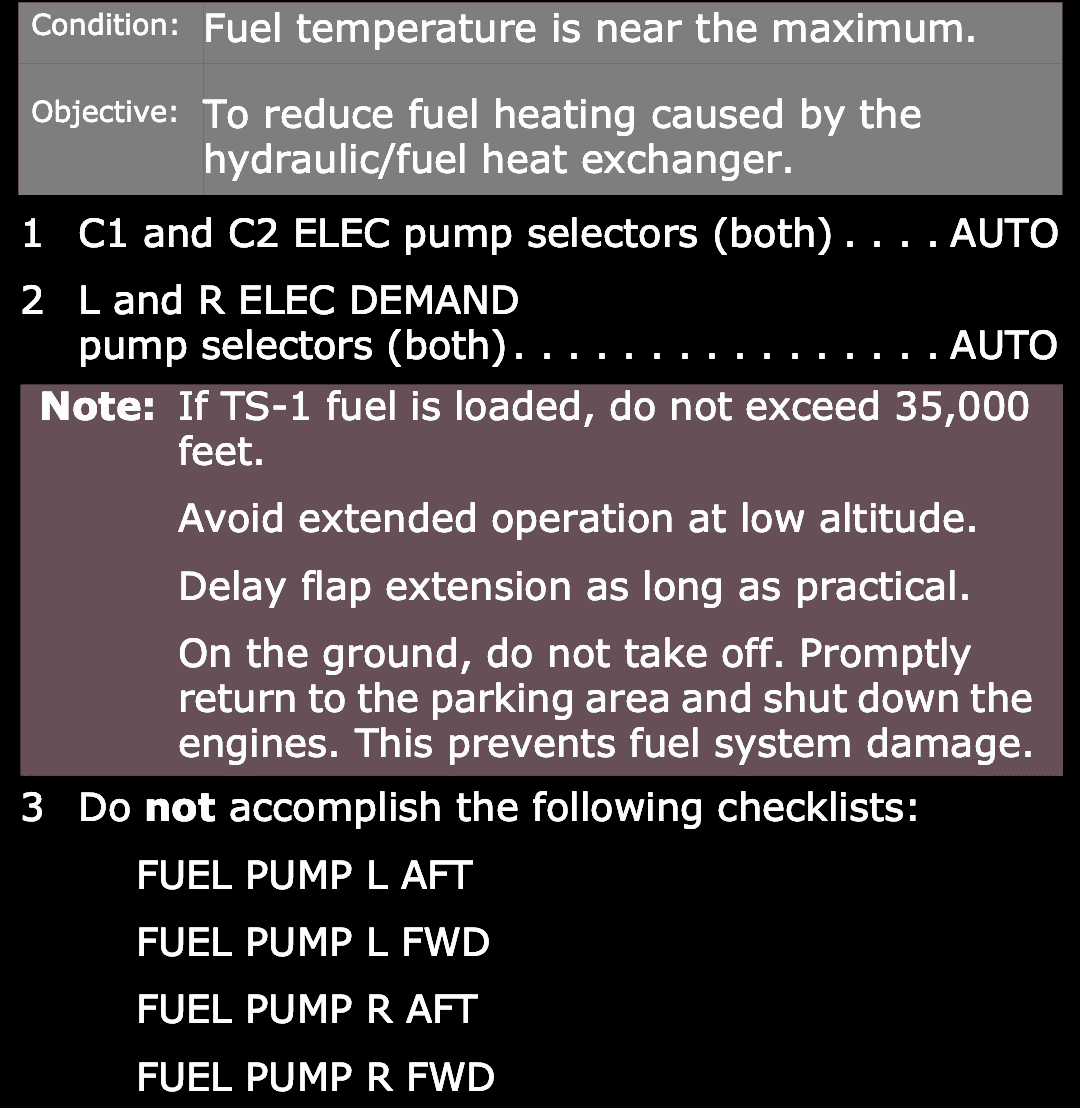 Condition: Fuel temperature is near the maximum.
Objective: To reduce fuel heating caused by the
hydraulic/fuel heat exchanger.
1 C1 and C2 ELEC pump selectors (both) . . . . AUTO
2 L and R ELEC DEMAND
pump selectors (both) . . . . . . . . . . . . . . . . AUTO
Note: If TS-1 fuel is loaded, do not exceed 35,000
feet.
Avoid extended operation at low altitude.
Delay flap extension as long as practical.
On the ground, do not take off. Promptly
return to the parking area and shut down the
engines. This prevents fuel system damage.
3 Do not accomplish the following checklists:
FUEL PUMP L AFT
FUEL PUMP L FWD
FUEL PUMP R AFT
FUEL PUMP R FWD